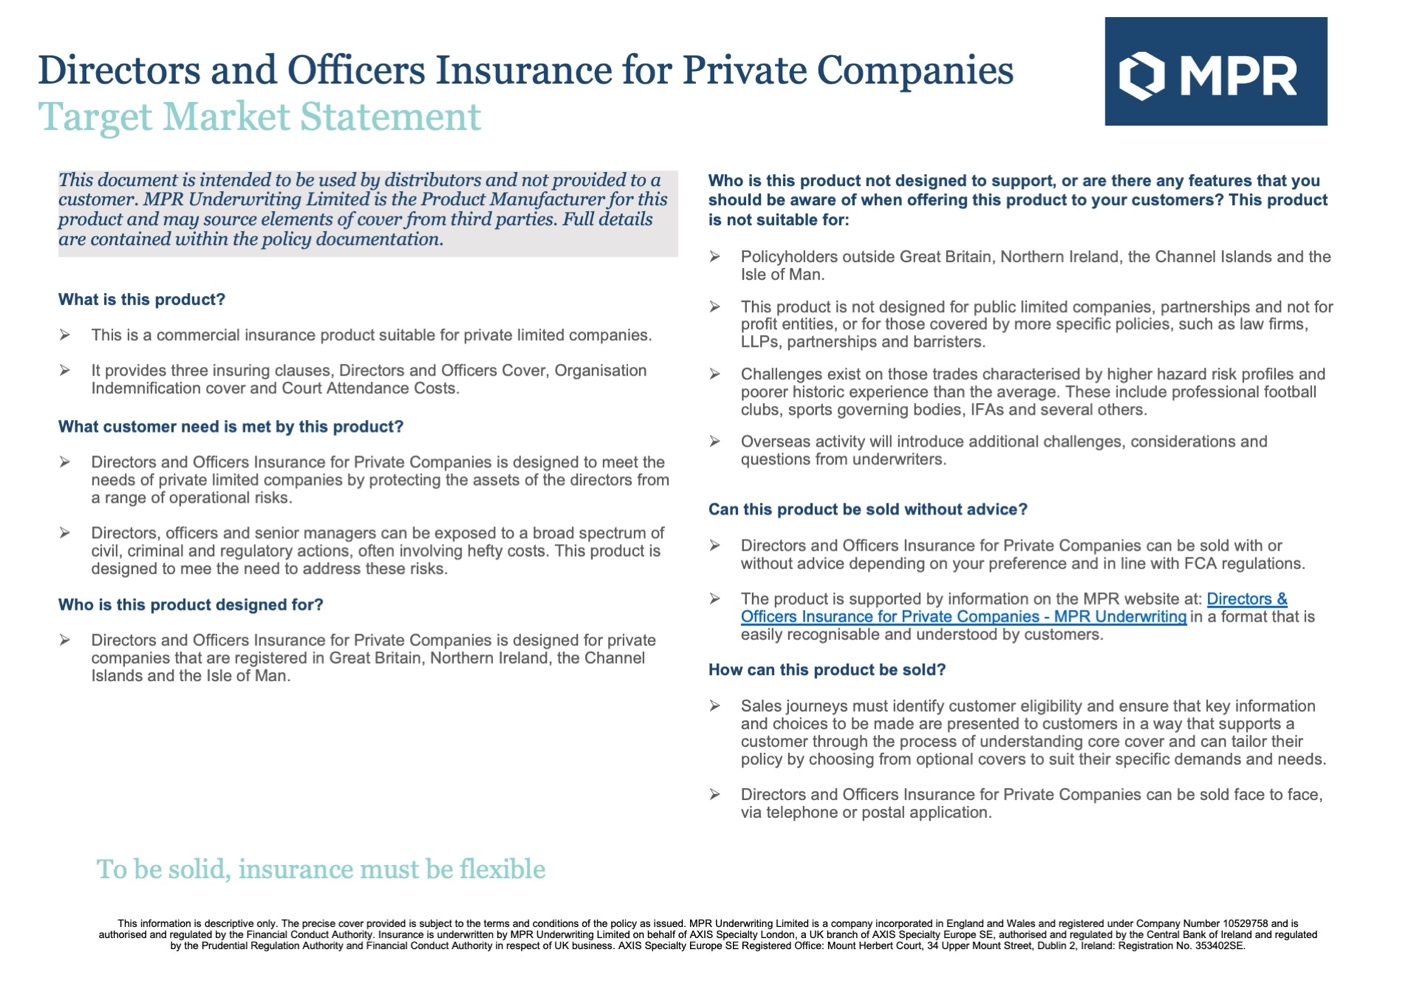 Directors and Officers Insurance for Private Companies
Target Market Statement
MPR
This document is intended to be used by distributors and not provided to a
customer. MPR Underwriting Limited is the Product Manufacturer for this
product and may source elements of cover from third parties. Full details
are contained within the policy documentation.
What is this product?
➢ This is a commercial insurance product suitable for private limited companies.
➢ It provides three insuring clauses, Directors and Officers Cover, Organisation
Indemnification cover and Court Attendance Costs.
What customer need is met by this product?
➢ Directors and Officers Insurance for Private Companies is designed to meet the
needs of private limited companies by protecting the assets of the directors from
a range of operational risks.
➢ Directors, officers and senior managers can be exposed to a broad spectrum of
civil, criminal and regulatory actions, often involving hefty costs. This product is
designed to mee the need to address these risks.
Who is this product designed for?
➢ Directors and Officers Insurance for Private Companies is designed for private
companies that are registered in Great Britain, Northern Ireland, the Channel
Islands and the Isle of Man.
Who is this product not designed to support, or are there any features that you
should be aware of when offering this product to your customers? This product
is not suitable for:
➢ Policyholders outside Great Britain, Northern Ireland, the Channel Islands and the
Isle of Man.
➢ This product is not designed for public limited companies, partnerships and not for
profit entities, or for those covered by more specific policies, such as law firms,
LLPs, partnerships and barristers.
➢ Challenges exist on those trades characterised by higher hazard risk profiles and
poorer historic experience than the average. These include professional football
clubs, sports governing bodies, IFAs and several others.
➢ Overseas activity will introduce additional challenges, considerations and
questions from underwriters.
Can this product be sold without advice?
➢ Directors and Officers Insurance for Private Companies can be sold with or
without advice depending on your preference and in line with FCA regulations.
➢ The product is supported by information on the MPR website at: Directors &
Officers Insurance for Private Companies - MPR Underwriting in a format that is
easily recognisable and understood by customers.
How can this product be sold?
➢ Sales journeys must identify customer eligibility and ensure that key information
and choices to be made are presented to customers in a way that supports a
customer through the process of understanding core cover and can tailor their
policy by choosing from optional covers to suit their specific demands and needs.
➢ Directors and Officers Insurance for Private Companies can be sold face to face,
via telephone or postal application.
To be solid, insurance must be flexible
This information is descriptive only. The precise cover provided is subject to the terms and conditions of the policy as issued. MPR Underwriting Limited is a company incorporated in England and Wales and registered under Company Number 10529758 and is
authorised and regulated by the Financial Conduct Authority. Insurance is underwritten by MPR Underwriting Limited on behalf of AXIS Specialty London, a UK branch of AXIS Specialty Europe SE, authorised and regulated by the Central Bank of Ireland and regulated
by the Prudential Regulation Authority and Financial Conduct Authority in respect of UK business. AXIS Specialty Europe SE Registered Office: Mount Herbert Court, 34 Upper Mount Street, Dublin 2, Ireland: Registration No. 353402SE.